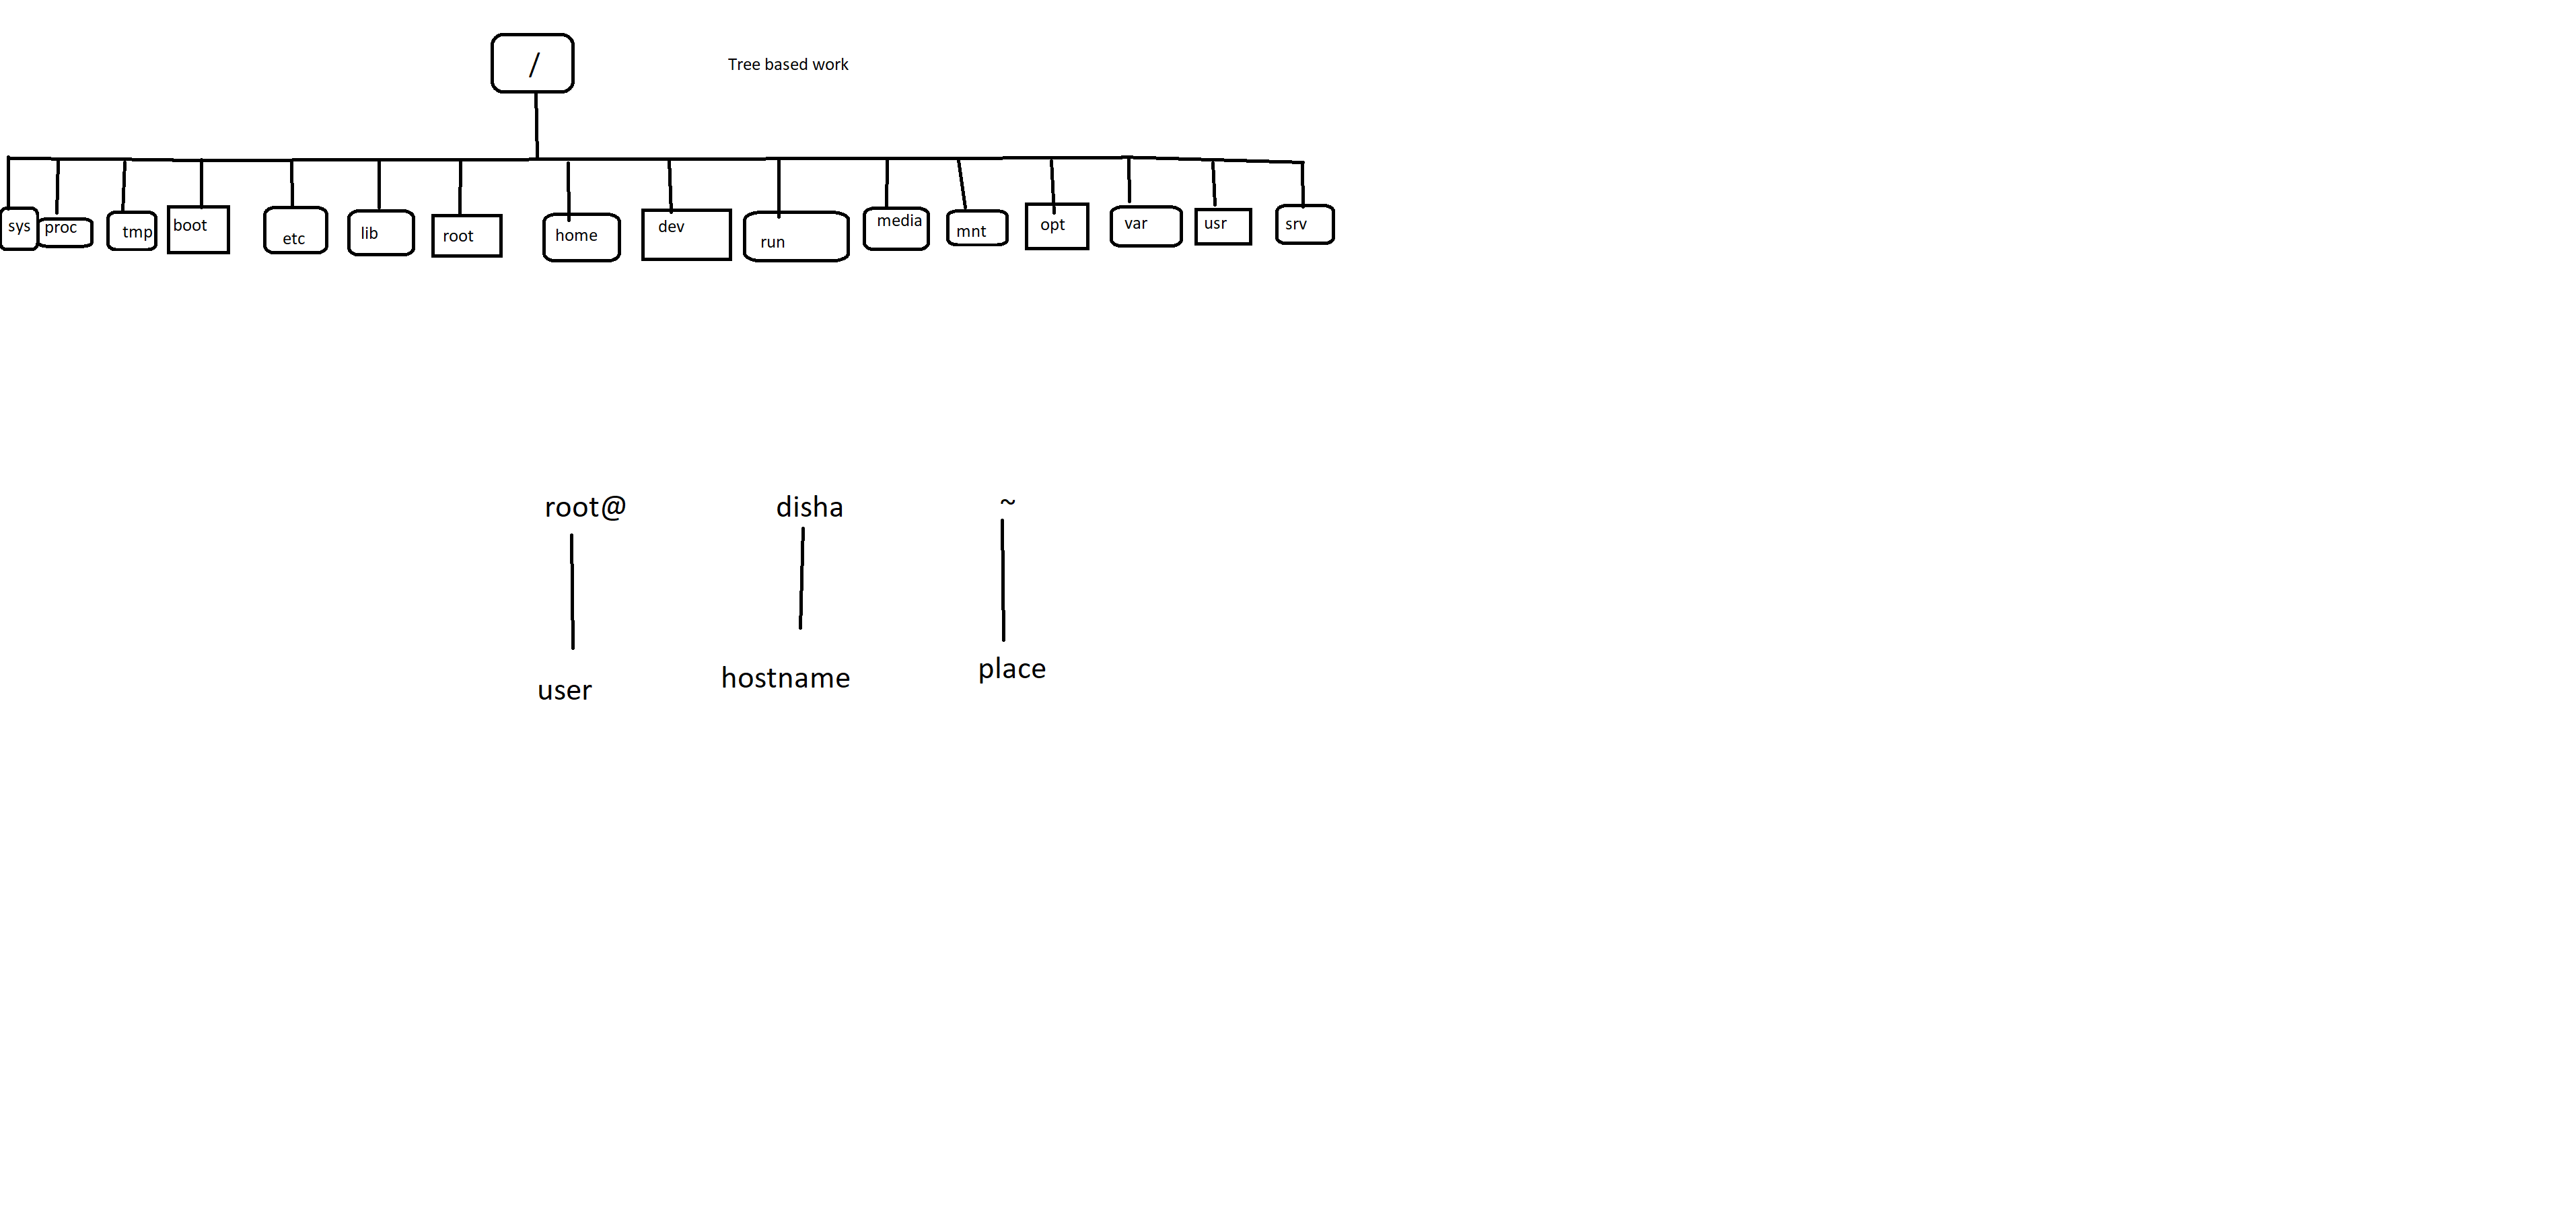 /
Tree based work
sys proc tmp boot etc lib root home dev run media mnt opt var usr srv
root@ disha ~
user hostname place